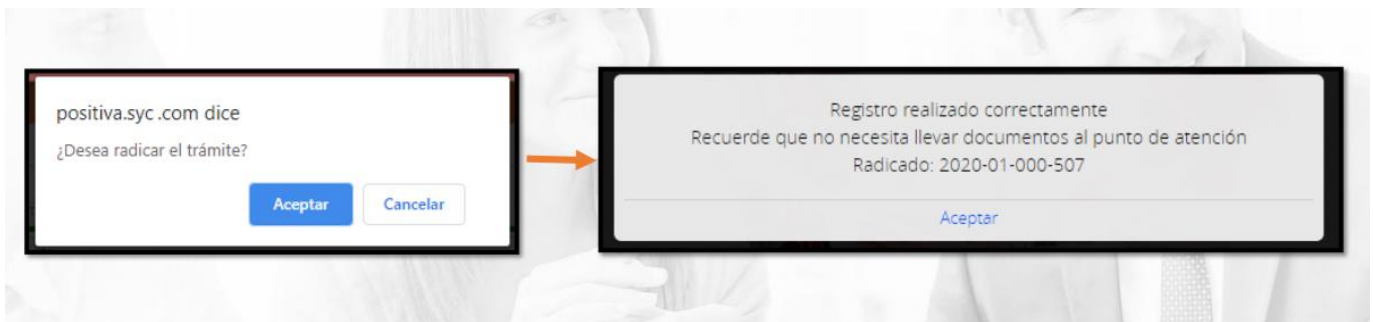 positiva.syc .com dice
¿Desea radicar el trámite?
Aceptar
Cancelar
Registro realizado correctamente
Recuerde que no necesita llevar documentos al punto de atención
Radicado: 2020-01-000-507
Aceptar